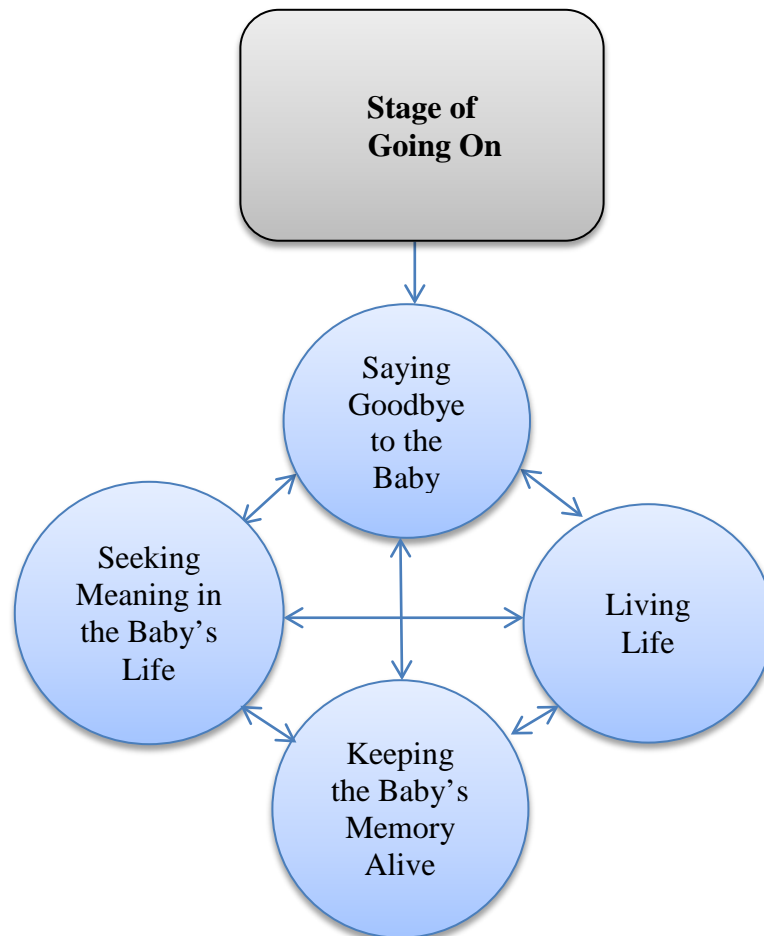 Stage of
Going On
Saying
Goodbye
to the
Baby
Seeking
Meaning in
the Baby’s
Life
Living
Life
Keeping
the Baby’s
Memory
Alive